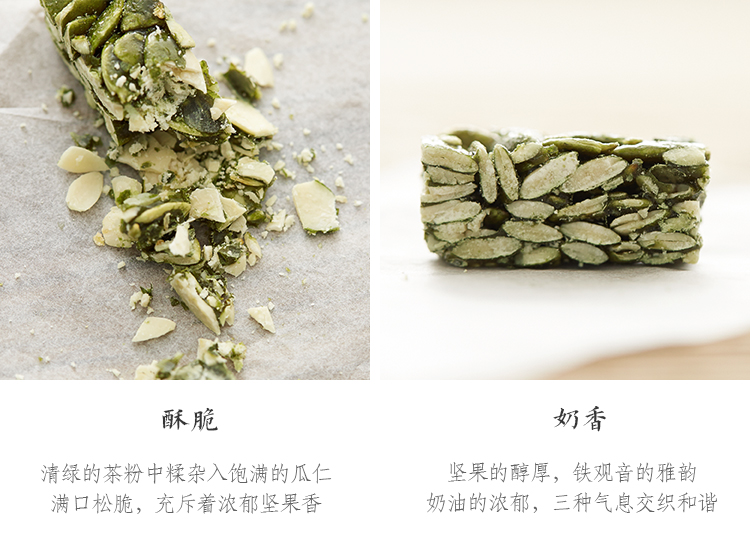 酥脆
清绿的茶粉中糅杂入饱满的瓜仁
满口松脆，充斥着浓郁坚果香
奶香
坚果的醇厚，铁观音的雅韵
奶油的浓郁，三种气息交织和谐